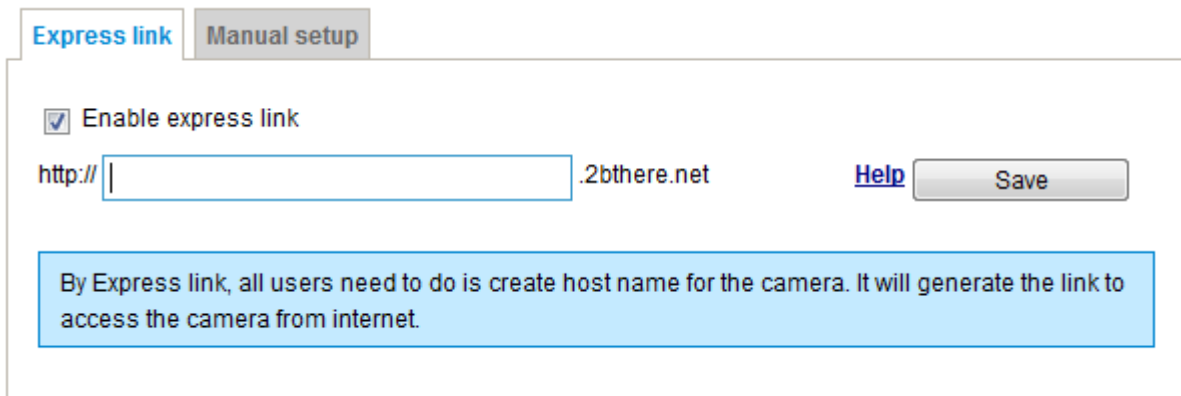 Express link Manual setup
Enable express link
http:// .2bthere.net Help Save
By Express link, all users need to do is create host name for the camera. It will generate the link to
access the camera from internet.